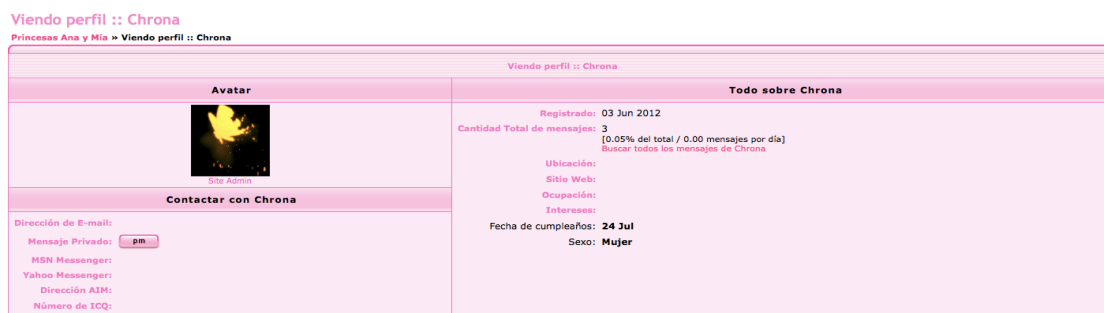 Viendo perfil :: Chrona
Princesas Ana y Mia » Viendo perfil :: Chrona
Viendo perfil :: Chrona
Avatar
Site Admin
Contactar con Chrona
Dirección de E-mail:
Mensaje Privado: pm
MSN Messenger:
Yahoo Messenger:
Dirección AIM:
Número de ICQ:
Todo sobre Chrona
Registrado: 03 Jun 2012
Cantidad Total de mensajes: 3
[0.05% del total / 0.00 mensajes por día]
Buscar todos los mensajes de Chrona
Ubicación:
Sitio Web:
Ocupación:
Intereses:
Fecha de cumpleaños: 24 Jul
Sexo: Mujer